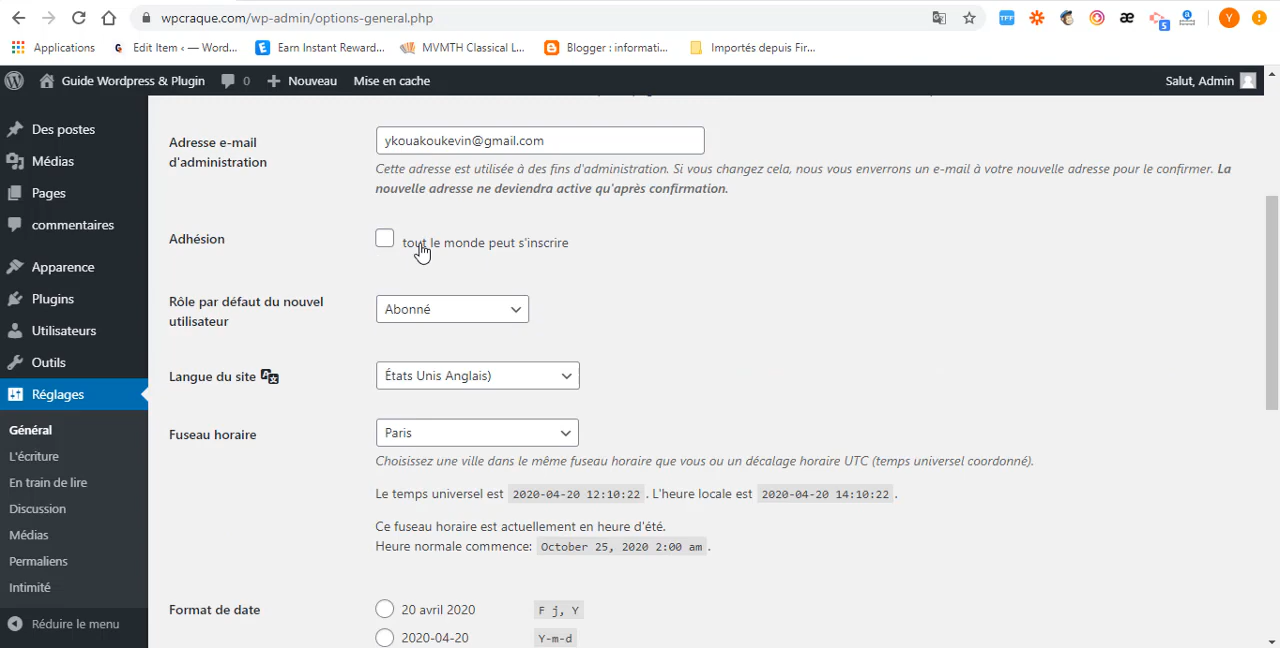 wpcraque.com/wp-admin/options-general.php
TFF
æ
5
Y
Applications
G
Edit Item ‹ — Word...
E
Earn Instant Reward...
MVMTH Classical L...
Blogger : informati...
Importés depuis Fir...
Guide Wordpress & Plugin
0
Nouveau
Mise en cache
Salut, Admin
Des postes
Médias
Pages
commentaires
Apparence
Plugins
Utilisateurs
Outils
Réglages
Général
L'écriture
En train de lire
Discussion
Médias
Permaliens
Intimité
Réduire le menu
Adresse e-mail
d'administration
ykouakoukevin@gmail.com
Cette adresse est utilisée à des fins d'administration. Si vous changez cela, nous vous enverrons un e-mail à votre nouvelle adresse pour le confirmer. La
nouvelle adresse ne deviendra active qu'après confirmation.
Adhésion
tout le monde peut s'inscrire
Rôle par défaut du nouvel
utilisateur
Abonné
Langue du site
États Unis Anglais)
Fuseau horaire
Paris
Choisissez une ville dans le même fuseau horaire que vous ou un décalage horaire UTC (temps universel coordonné).
Le temps universel est 2020-04-20 12:10:22 . L'heure locale est 2020-04-20 14:10:22 .
Ce fuseau horaire est actuellement en heure d'été.
Heure normale commence: October 25, 2020 2:00 am .
Format de date
20 avril 2020 F j, Y
2020-04-20 Y-m-d